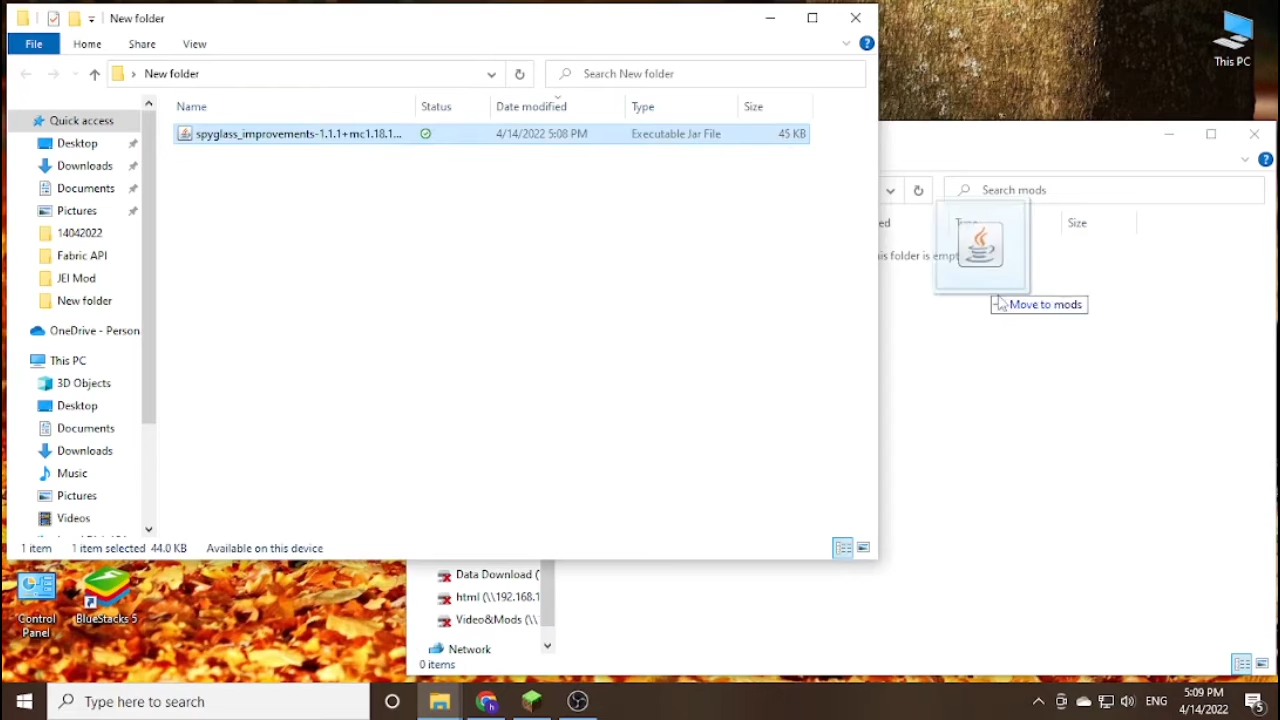 New folder
This PC
File Home Share View
New folder Search New folder
Name Status Date modified Type Size
Quick access
spyglass_improvements-1.1.1+mc1.18.1... 4/14/2022 5:08 PM Executable Jar File 45 KB
Desktop
Downloads
Documents
Pictures
14042022
Fabric API
JEI Mod
New folder
OneDrive - Person
This PC
3D Objects
Desktop
Documents
Downloads
Music
Pictures
Videos
1 item 1 item selected 44.0 KB Available on this device
Search mods
ed Type Size
is folder is empt
Move to mods
Data Download (
html (\\192.168.1
Video&Mods (\\
Network
0 items
Control
Panel
BlueStacks 5
Type here to search
ENG
5:09 PM
4/14/2022
5